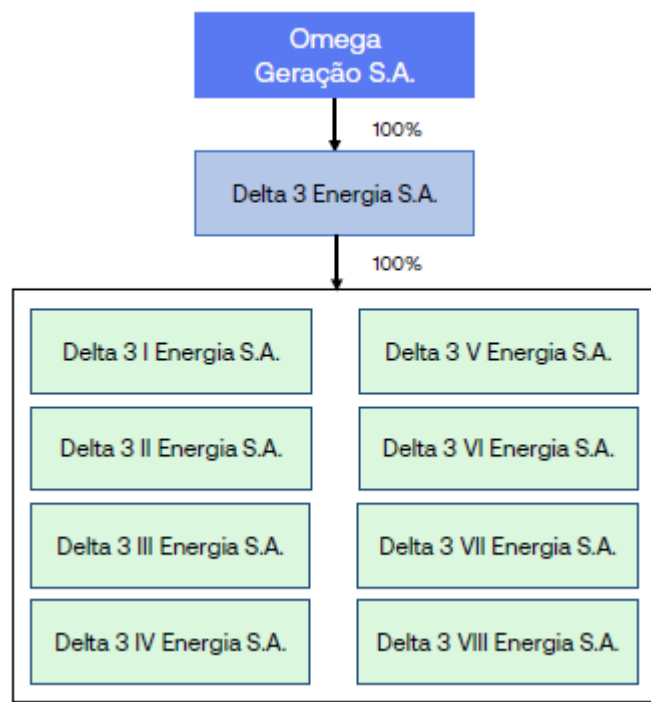 Omega
Geração S.A.
100%
Delta 3 Energia S.A.
100%
Delta 3 I Energia S.A.
Delta 3 V Energia S.A.
Delta 3 II Energia S.A.
Delta 3 VI Energia S.A.
Delta 3 III Energia S.A.
Delta 3 VII Energia S.A.
Delta 3 IV Energia S.A.
Delta 3 VIII Energia S.A.